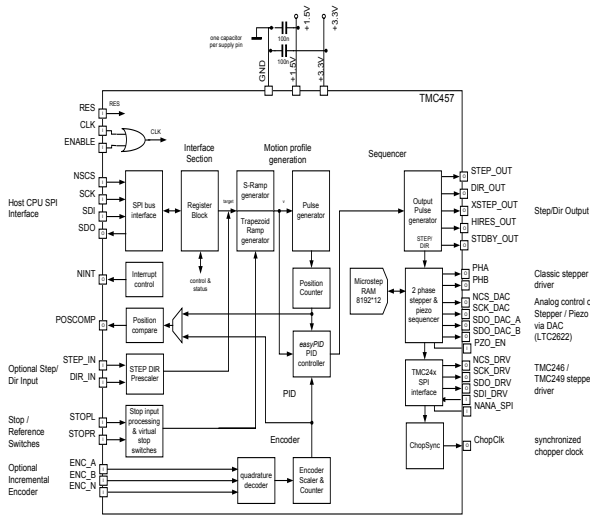 one capacitor
per supply pin
100n
100n
+1.5V
+3.3V
GND
+1.5V
+3.3V
TMC457
RES
RES
CLK
ENABLE
CLK
Interface
Section
Motion profile
generation
Sequencer
Host CPU SPI
Interface
NSCS
SCK
SDI
SDO
SPI bus
interface
Register
Block
target
S-Ramp
generator
Trapezoid
Ramp
generator
v
Pulse
generator
Output
Pulse
generator
STEP/
DIR
STEP_OUT
DIR_OUT
XSTEP_OUT
HIRES_OUT
STDBY_OUT
Step/Dir Output
NINT
Interrupt
control
control &
status
Position
Counter
Microstep
RAM
8192*12
2 phase
stepper &
piezo
sequencer
PHA
PHB
Classic stepper
driver
NCS_DAC
SCK_DAC
SDO_DAC_A
SDO_DAC_B
PZO_EN
Analog control o
Stepper / Piezo
via DAC
(LTC2622)
POSCOMP
Position
compare
easyPID
PID
controller
PID
Optional Step/
Dir Input
STEP_IN
DIR_IN
STEP DIR
Prescaler
TMC24x
SPI
interface
NCS_DRV
SCK_DRV
SDO_DRV
SDI_DRV
NANA_SPI
TMC246 /
TMC249 steppe
driver
Stop /
Reference
Switches
STOPL
STOPR
Stop input
processing
& virtual
stop
switches
Encoder
ChopSync
ChopClk
synchronized
chopper clock
Optional
Incremental
Encoder
ENC_A
ENC_B
ENC_N
quadrature
decoder
Encoder
Scaler &
Counter